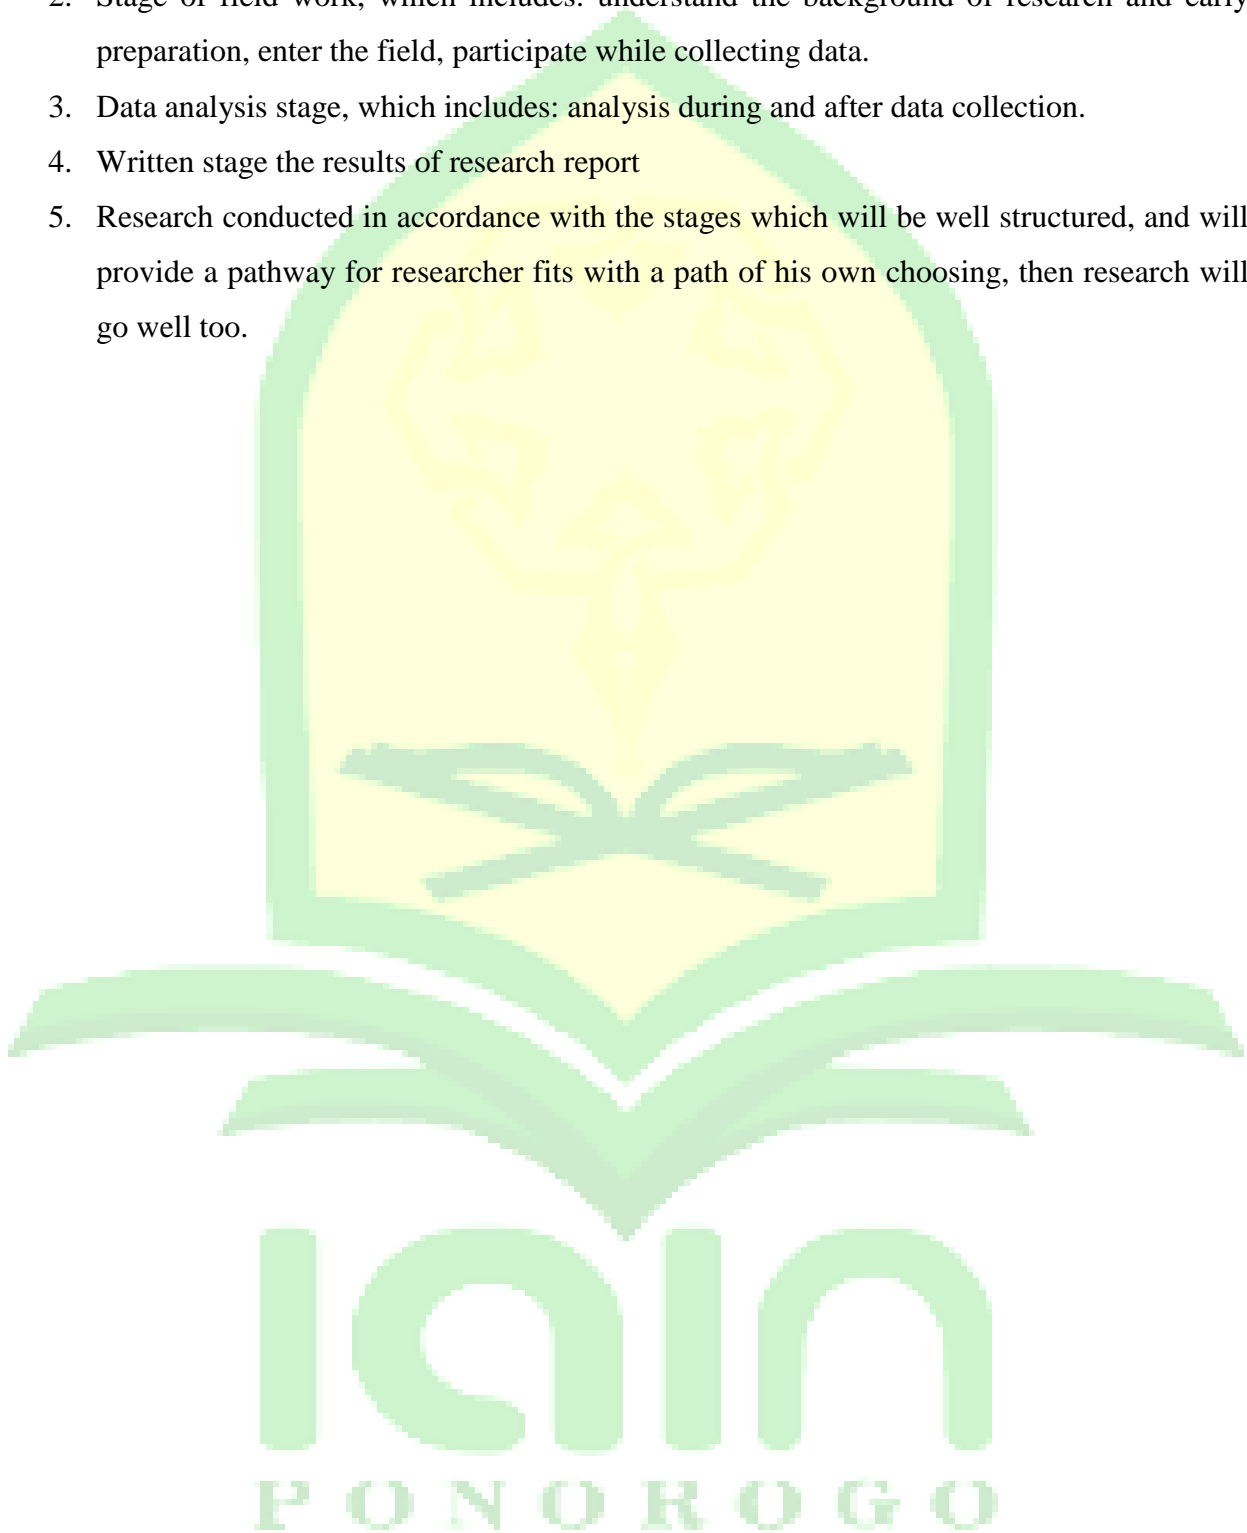 2. Stage of field work, which includes: understand the background of research and carry
preparation, enter the field, participate while collecting data.
3. Data analysis stage, which includes: analysis during and after data collection.
4. Written stage the results of research report
5. Research conducted in accordance with the stages which will be well structured, and will
provide a pathway for researcher fits with a path of his own choosing, then research will
go well too.
iain
PONOROGO